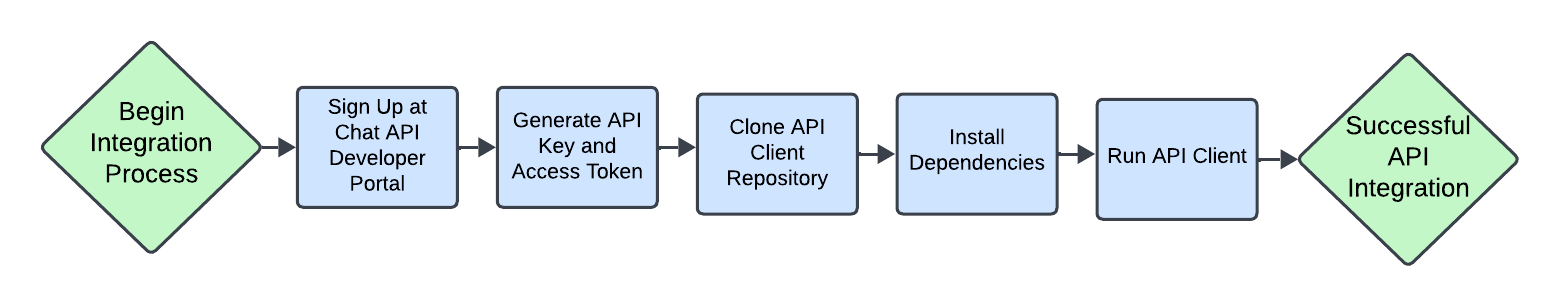 Begin
Integration
Process
Sign Up at
Chat API
Developer
Portal
Generate API
Key and
Access Token
Clone API
Client
Repository
Install
Dependencies
Run API Client
Successful
API
Integration